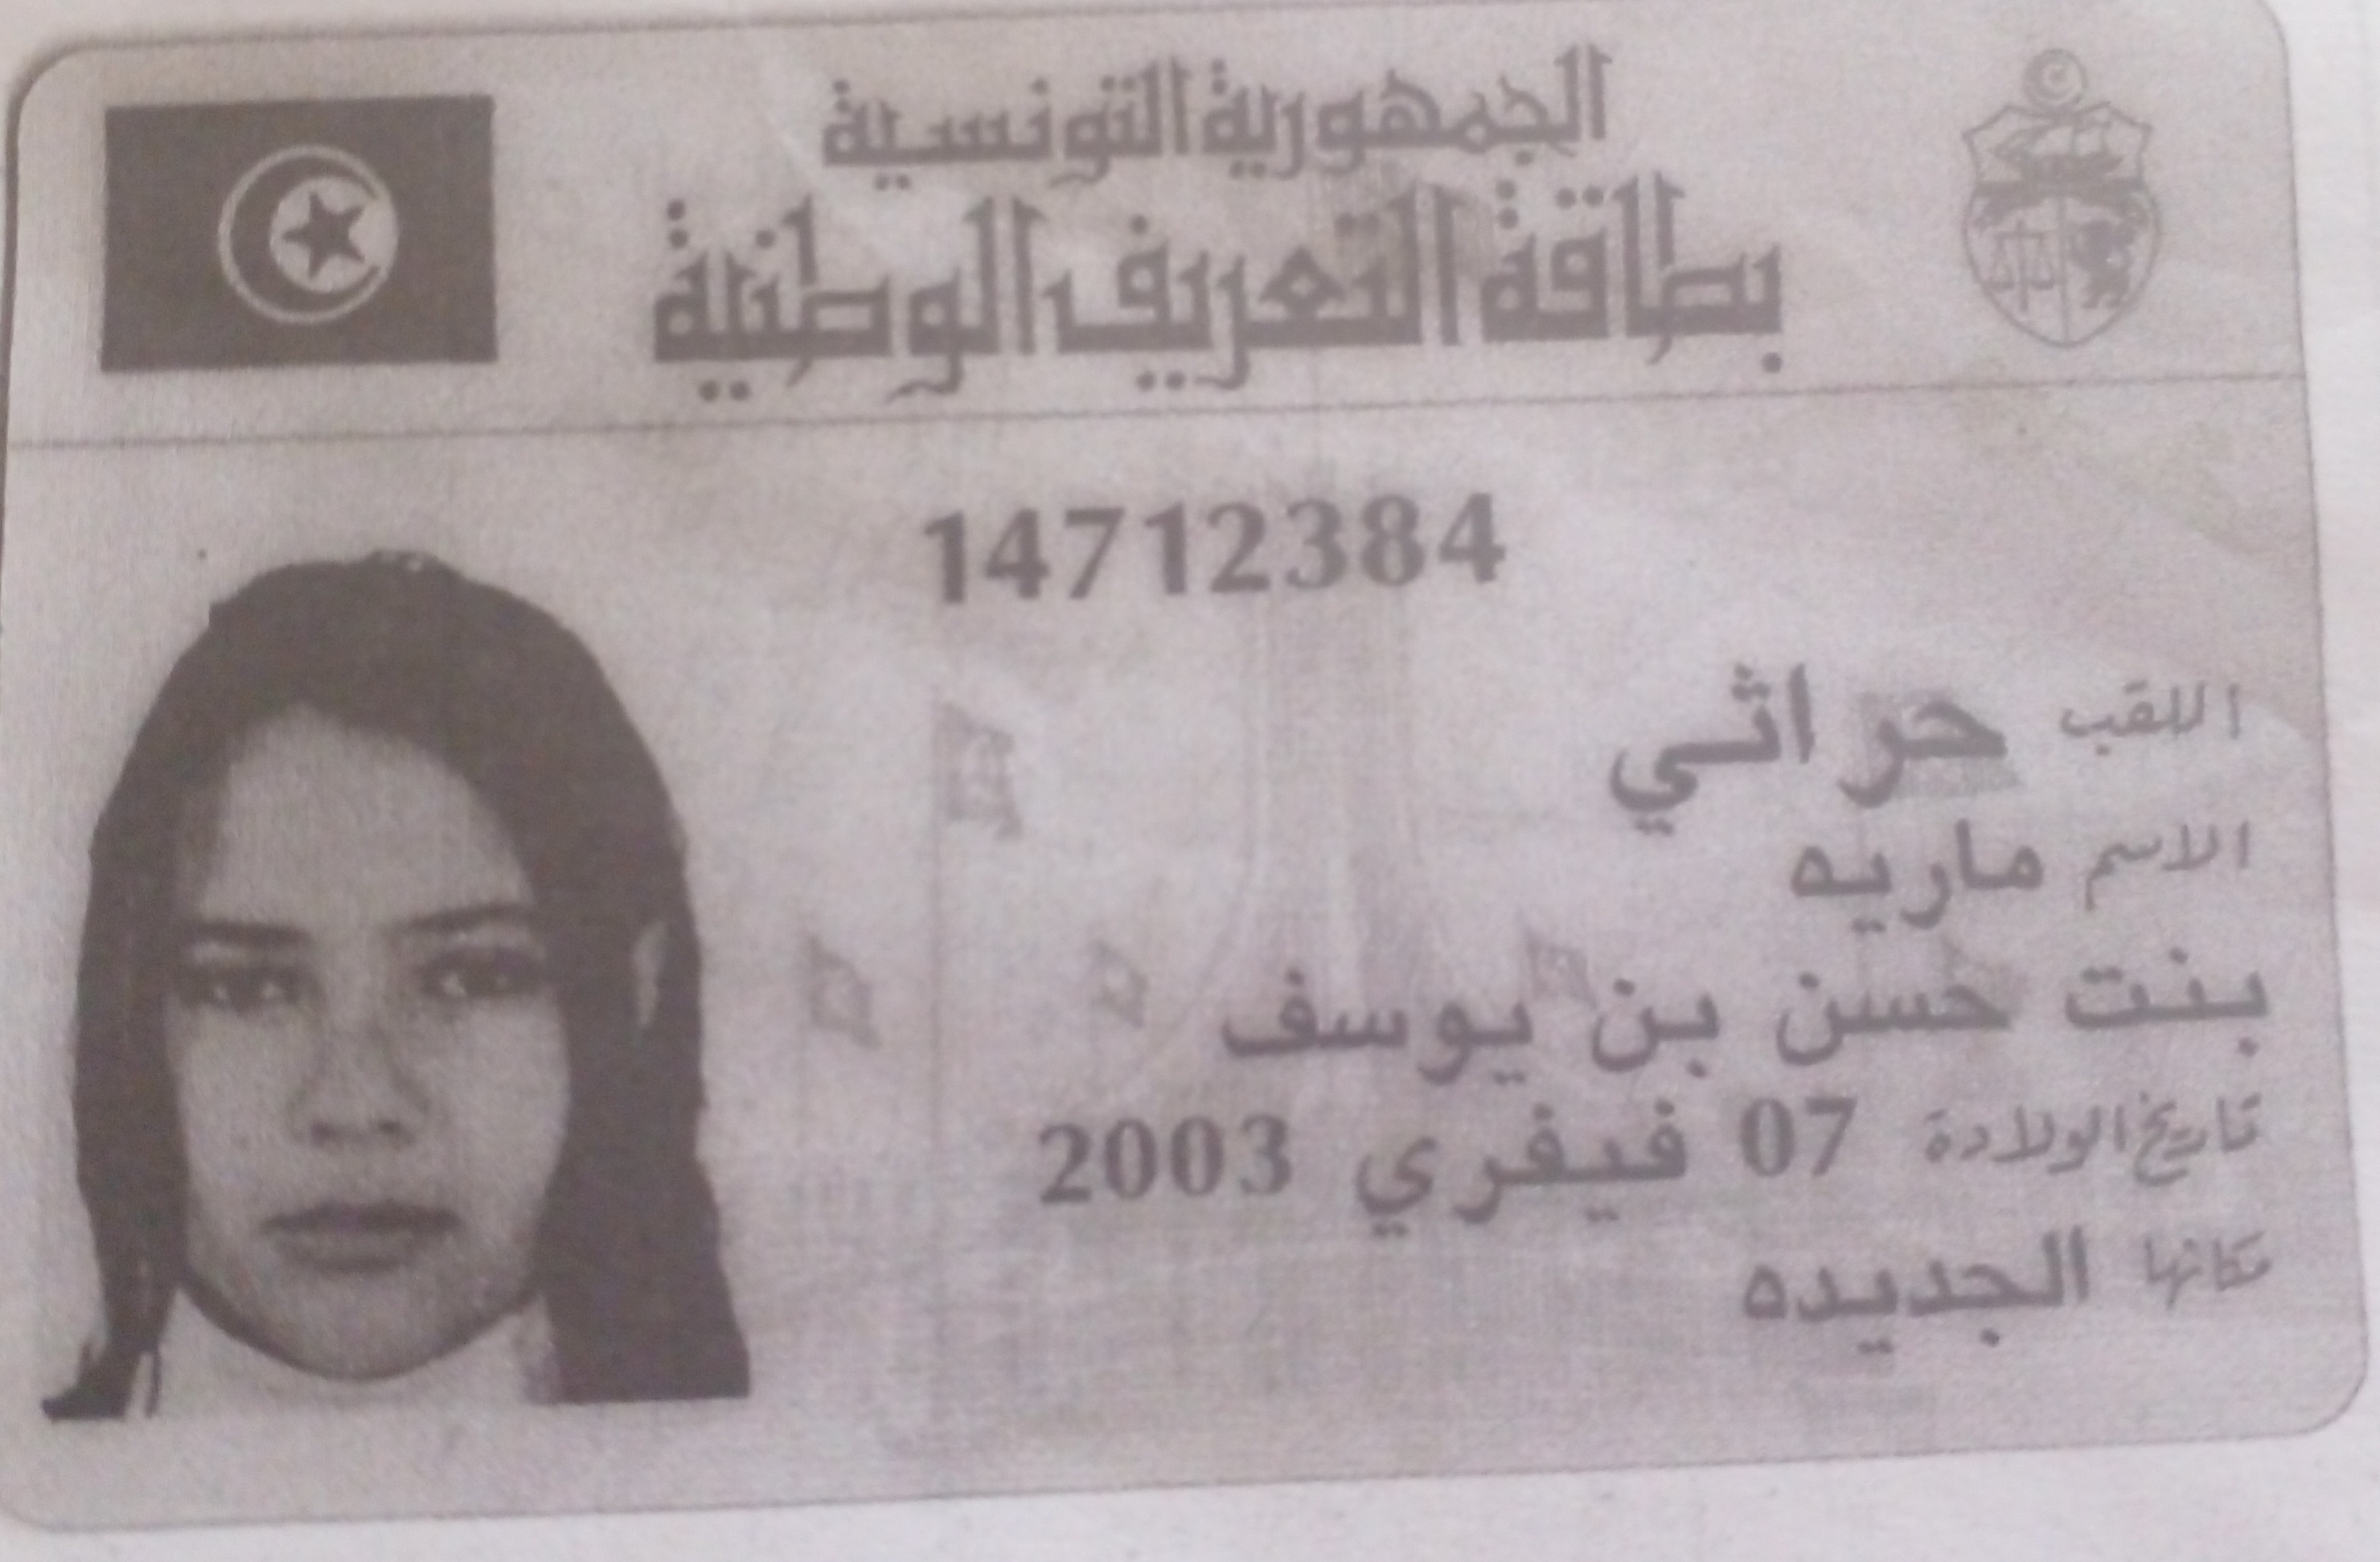 الجمهورية التونسية
بطاقة التعريف الوطنية
14712384
اللقب حراثي
الاسم ماريه
بنت حسن بن يوسف
تاريخ الولادة 07 فيفري 2003
مكانها الجديده